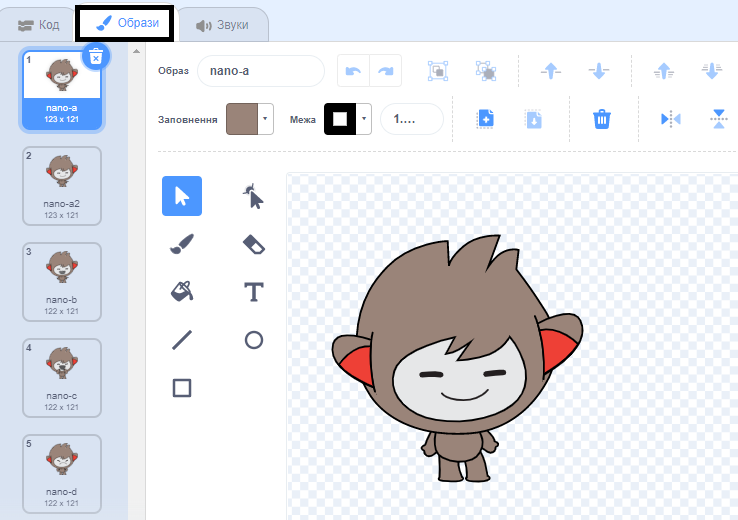 Код
Образи
Звуки
1
nano-a
123 x 121
2
nano-a2
123 x 121
3
nano-b
122 x 121
4
nano-c
122 x 121
5
nano-d
122 x 121
Образ
nano-a
Заповнення
Межа
1....
T